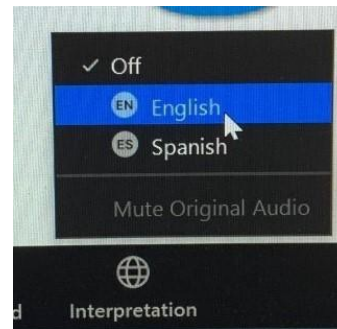 Off
EN English
ES Spanish
Mute Original Audio
d Interpretation